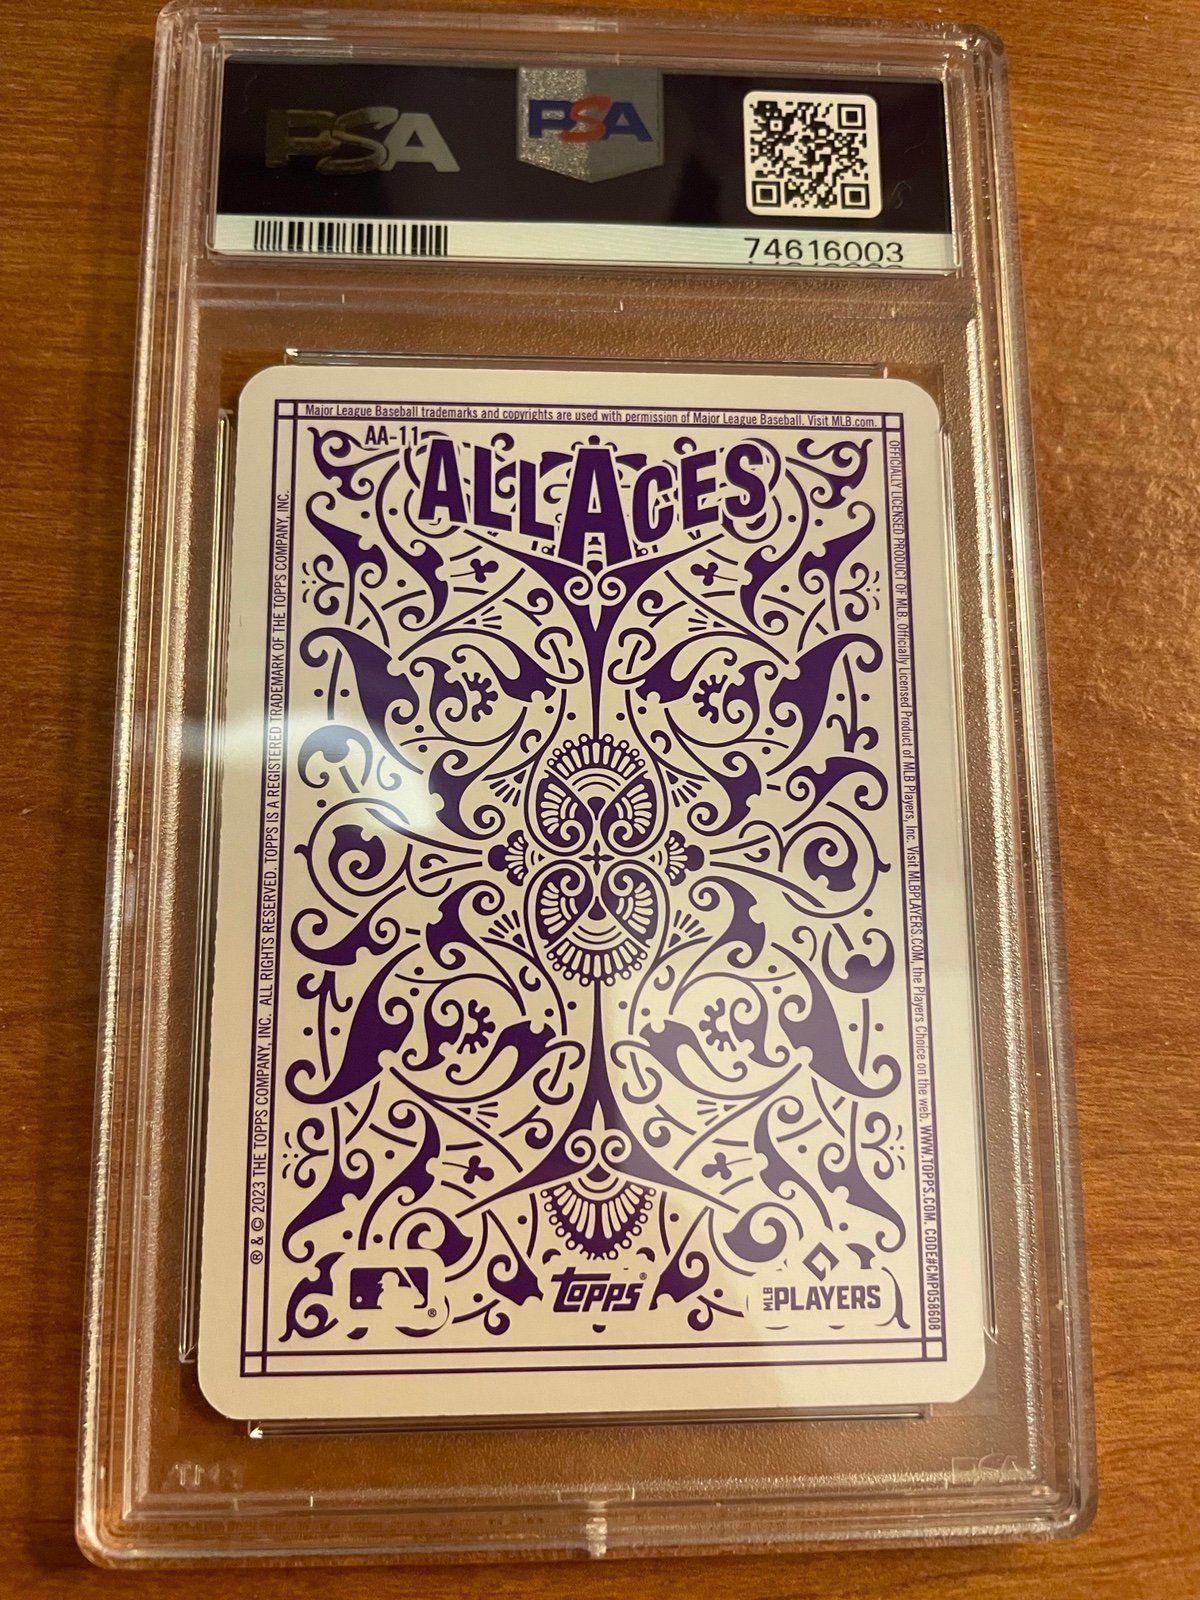 PSA
PSA
74616003
Major League Baseball trademarks and copyrights are used with permission of Major League Baseball. Visit MLB.com.
AA-11
ALL ACES
® & © 2023 THE TOPPS COMPANY, INC. ALL RIGHTS RESERVED. TOPPS IS A REGISTERED TRADEMARK OF THE TOPPS COMPANY, INC.
OFFICIALLY LICENSED PRODUCT OF MLB. Officially Licensed Product of MLB Players, Inc. Visit MLBPLAYERS.COM, the Players Choice on the web. WWW.TOPPS.COM. CODE#CMP058608
®
topps®
MLB PLAYERS
PSA